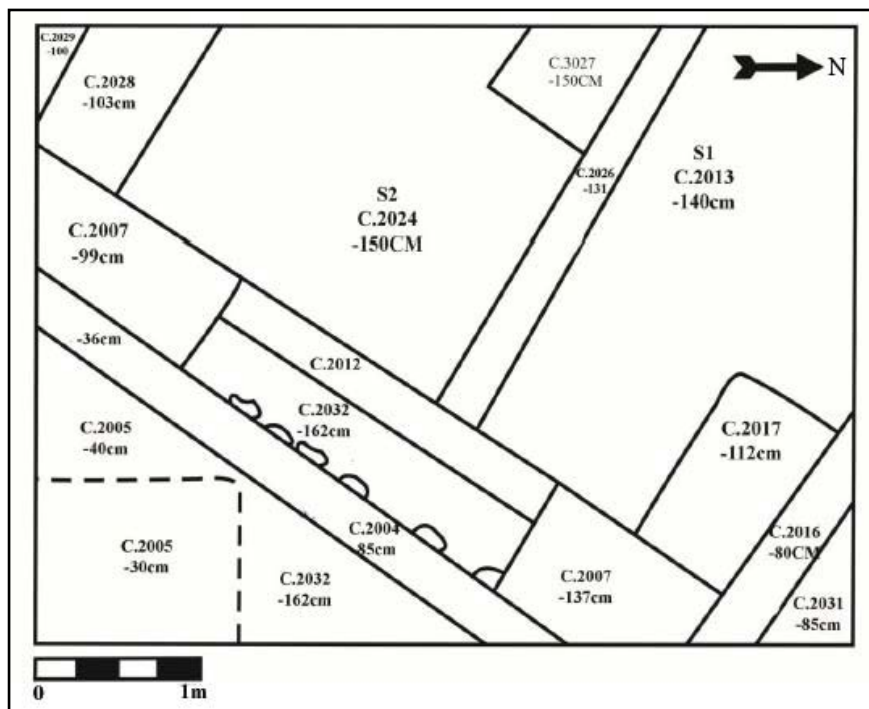 C.2029
-100
C.2028
-103cm
C.3027
-150CM
N
S1
C.2013
-140cm
C.2026
-131
S2
C.2024
-150CM
C.2007
-99cm
-36cm
C.2012
C.2032
-162cm
C.2005
-40cm
C.2017
-112cm
C.2004
85cm
C.2016
-80CM
C.2005
-30cm
C.2032
-162cm
C.2007
-137cm
C.2031
-85cm
0
1m